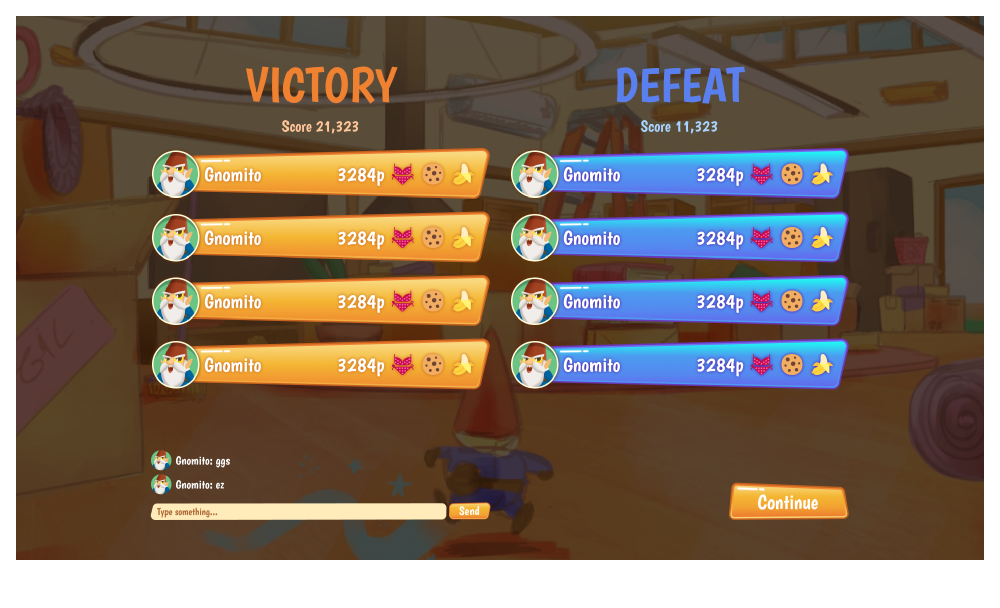 VICTORY
Score 21,323
Gnomito 3284p
Gnomito 3284p
Gnomito 3284p
Gnomito 3284p
DEFEAT
Score 11,323
Gnomito 3284p
Gnomito 3284p
Gnomito 3284p
Gnomito 3284p
Gnomito: ggs
Gnomito: ez
Type something...
Send
Continue